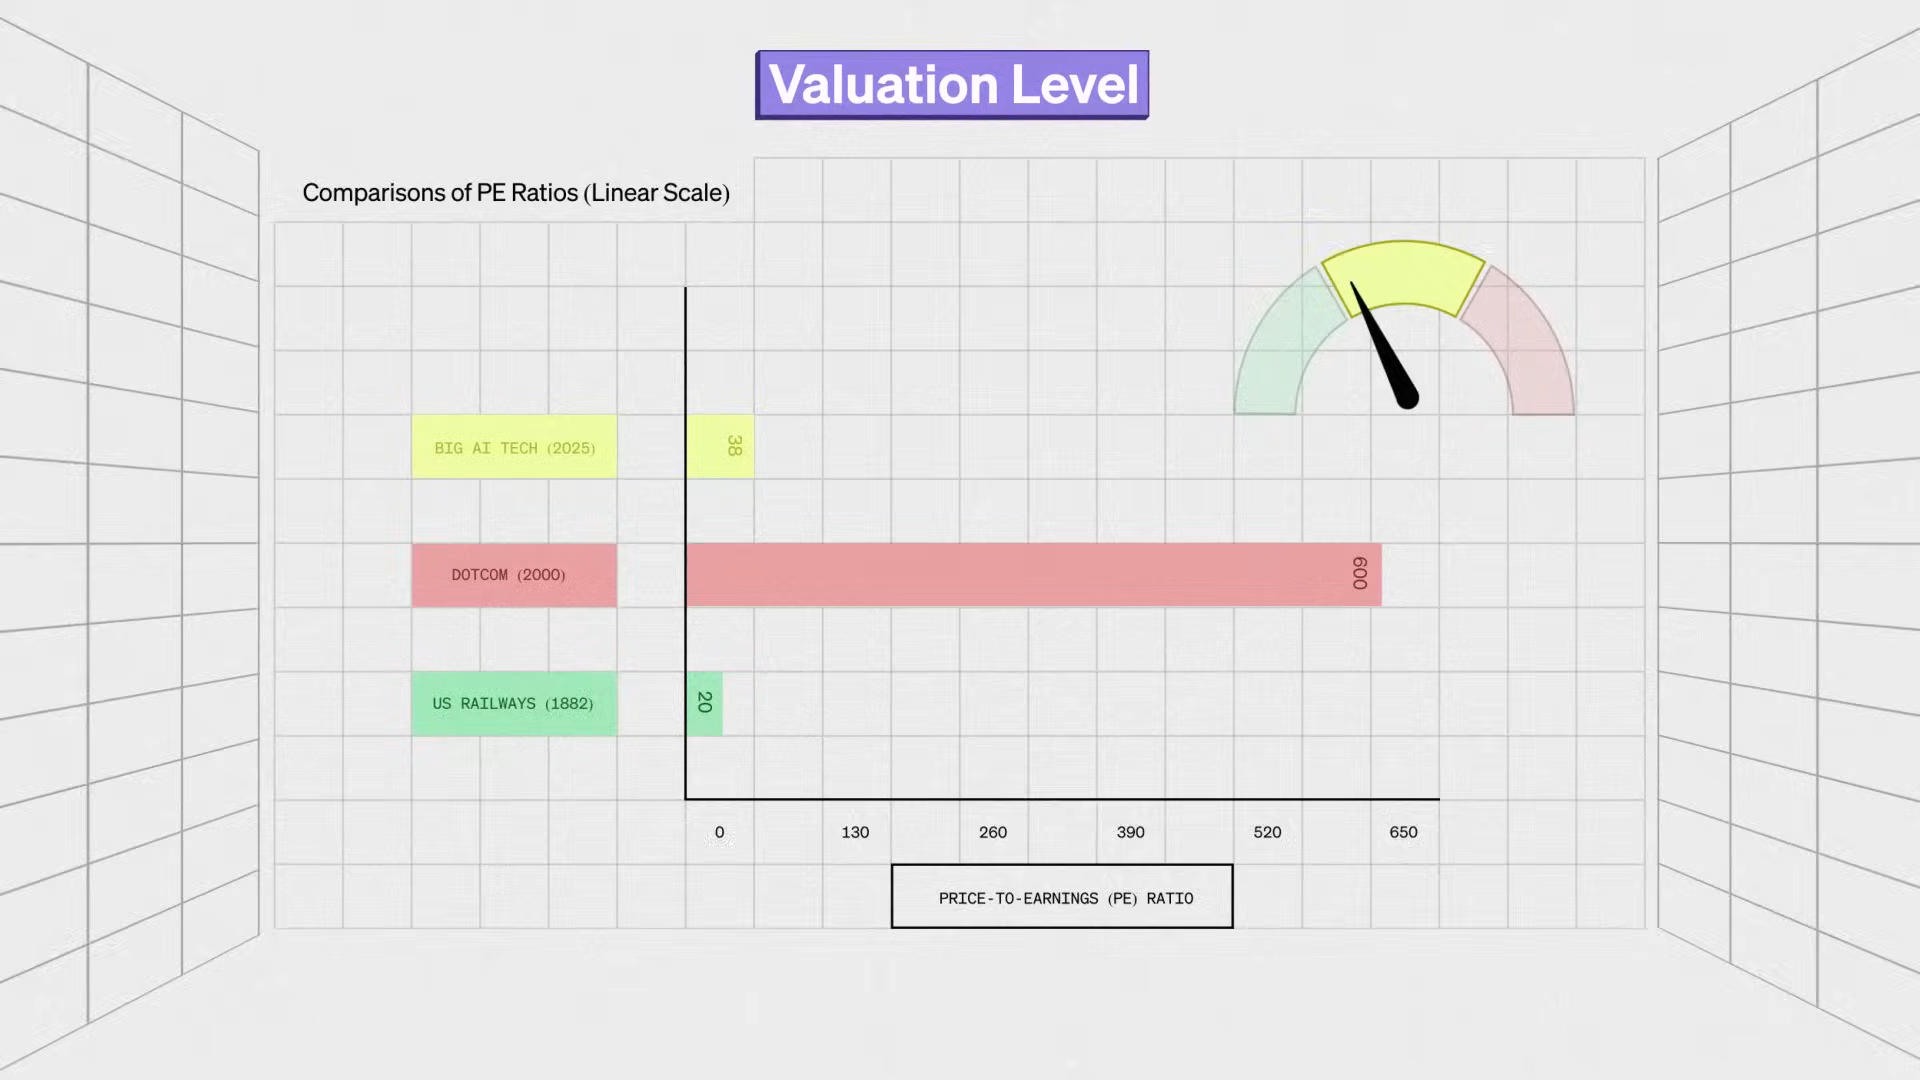 Valuation Level
Comparisons of PE Ratios (Linear Scale)
BIG AI TECH (2025)
38
DOTCOM (2000)
600
US RAILWAYS (1882)
20
0 130 260 390 520 650
PRICE-TO-EARNINGS (PE) RATIO